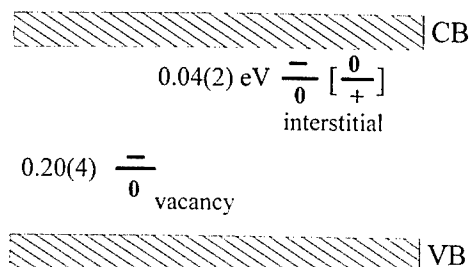 CB
0.04(2) eV − [ 0
0 + ]
interstitial
0.20(4) −
0
vacancy
VB